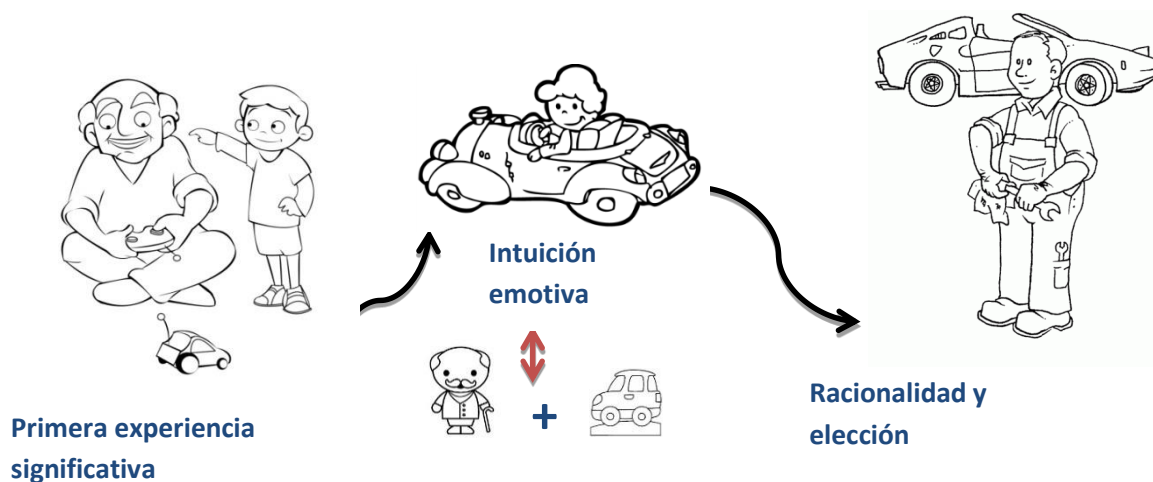 Primera experiencia
significativa
Intuición
emotiva
+
Racionalidad y
elección